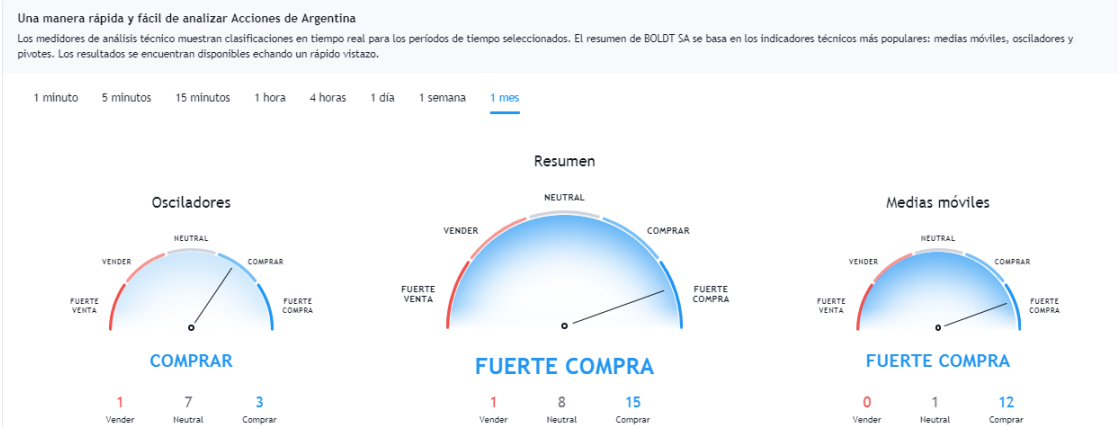 Una manera rápida y fácil de analizar Acciones de Argentina
Los medidores de análisis técnico muestran clasificaciones en tiempo real para los períodos de tiempo seleccionados. El resumen de BOLDT SA se basa en los indicadores técnicos más populares: medias móviles, osciladores y
pivotes. Los resultados se encuentran disponibles echando un rápido vistazo.
1 minuto 5 minutos 15 minutos 1 hora 4 horas 1 día 1 semana 1 mes
Osciladores
NEUTRAL
VENDER COMPRAR
FUERTE VENTA
FUERTE COMPRA
COMPRAR
1 7 3
Vender Neutral Comprar
Resumen
NEUTRAL
VENDER COMPRAR
FUERTE
VENTA
FUERTE
COMPRA
FUERTE COMPRA
1 8 15
Vender Neutral Comprar
Medias móviles
NEUTRAL
VENDER COMPRAR
FUERTE
VENTA
FUERTE
COMPRA
FUERTE COMPRA
0 1 12
Vender Neutral Comprar